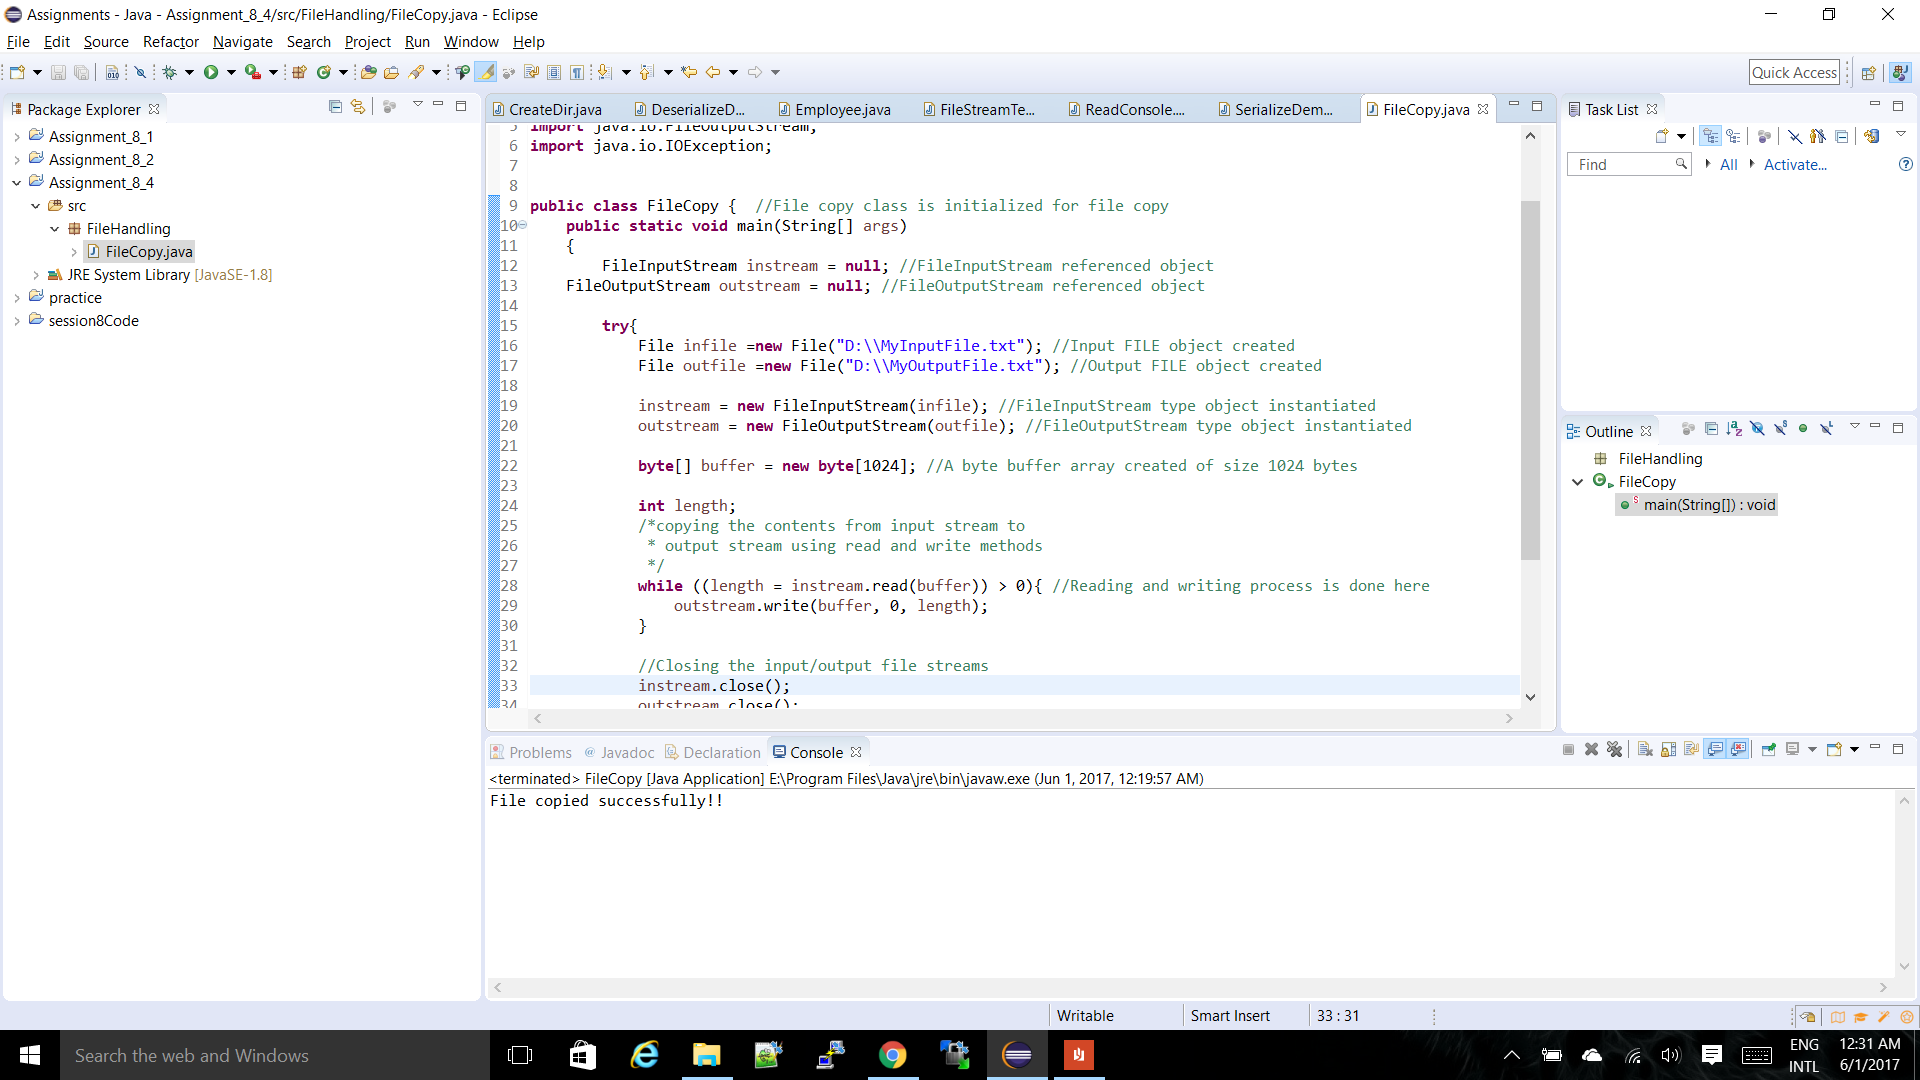 Assignments - Java - Assignment_8_4/src/FileHandling/FileCopy.java - Eclipse
File Edit Source Refactor Navigate Search Project Run Window Help
Quick Access
Package Explorer
Assignment_8_1
Assignment_8_2
Assignment_8_4
src
FileHandling
FileCopy.java
JRE System Library [JavaSE-1.8]
practice
session8Code
CreateDir.java DeserializeD... Employee.java FileStreamTe... ReadConsole.... SerializeDem... FileCopy.java
5 import java.io.FileOutputStream;
6 import java.io.IOException;
7
8
9 public class FileCopy {  //File copy class is initialized for file copy
10 public static void main(String[] args)
11 {
12 FileInputStream instream = null; //FileInputStream referenced object
13 FileOutputStream outstream = null; //FileOutputStream referenced object
14
15 try{
16 File infile =new File("D:\\MyInputFile.txt"); //Input FILE object created
17 File outfile =new File("D:\\MyOutputFile.txt"); //Output FILE object created
18
19 instream = new FileInputStream(infile); //FileInputStream type object instantiated
20 outstream = new FileOutputStream(outfile); //FileOutputStream type object instantiated
21
22 byte[] buffer = new byte[1024]; //A byte buffer array created of size 1024 bytes
23
24 int length;
25 /*copying the contents from input stream to
26 * output stream using read and write methods
27 */
28 while ((length = instream.read(buffer)) > 0){ //Reading and writing process is done here
29 outstream.write(buffer, 0, length);
30 }
31
32 //Closing the input/output file streams
33 instream.close();
34 outstream.close();
Task List
Find All Activate...
Outline
FileHandling
FileCopy
main(String[]) : void
Problems @ Javadoc Declaration Console
<terminated> FileCopy [Java Application] E:\Program Files\Java\jre\bin\javaw.exe (Jun 1, 2017, 12:19:57 AM)
File copied successfully!!
Writable Smart Insert 33 : 31
Search the web and Windows
ENG
INTL
12:31 AM
6/1/2017